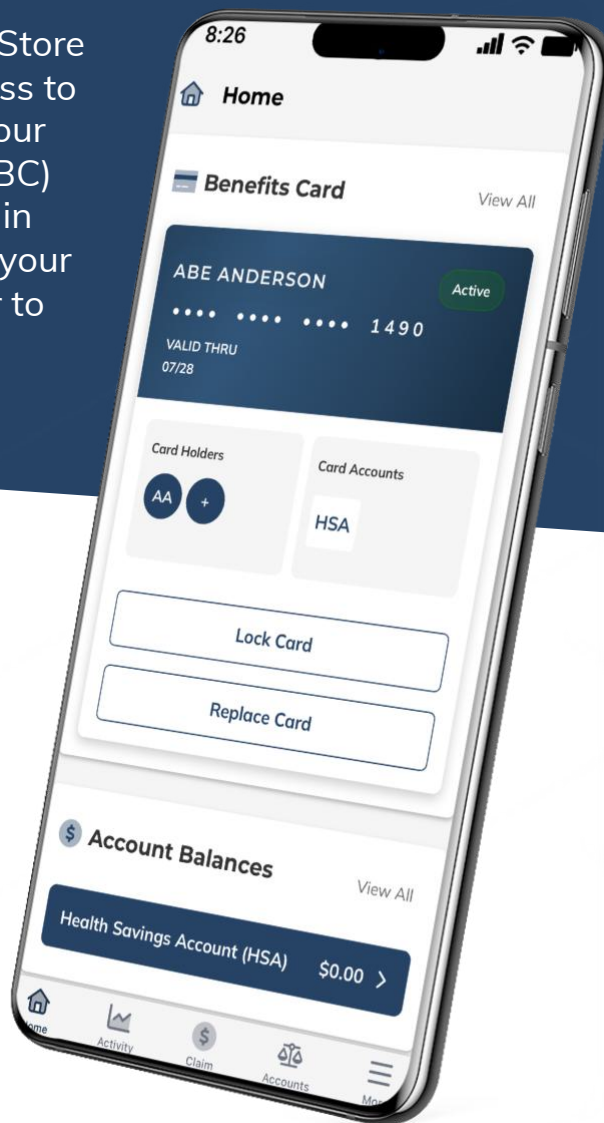 Store
ss to
our
BC)
in
your
to
8:26
Home
Benefits Card
View All
ABE ANDERSON
Active
•••• •••• •••• 1490
VALID THRU
07/28
Card Holders
Card Accounts
AA +
HSA
Lock Card
Replace Card
$ Account Balances
View All
Health Savings Account (HSA) $0.00 >
ome
Activity
$
Claim
Accounts
Mo